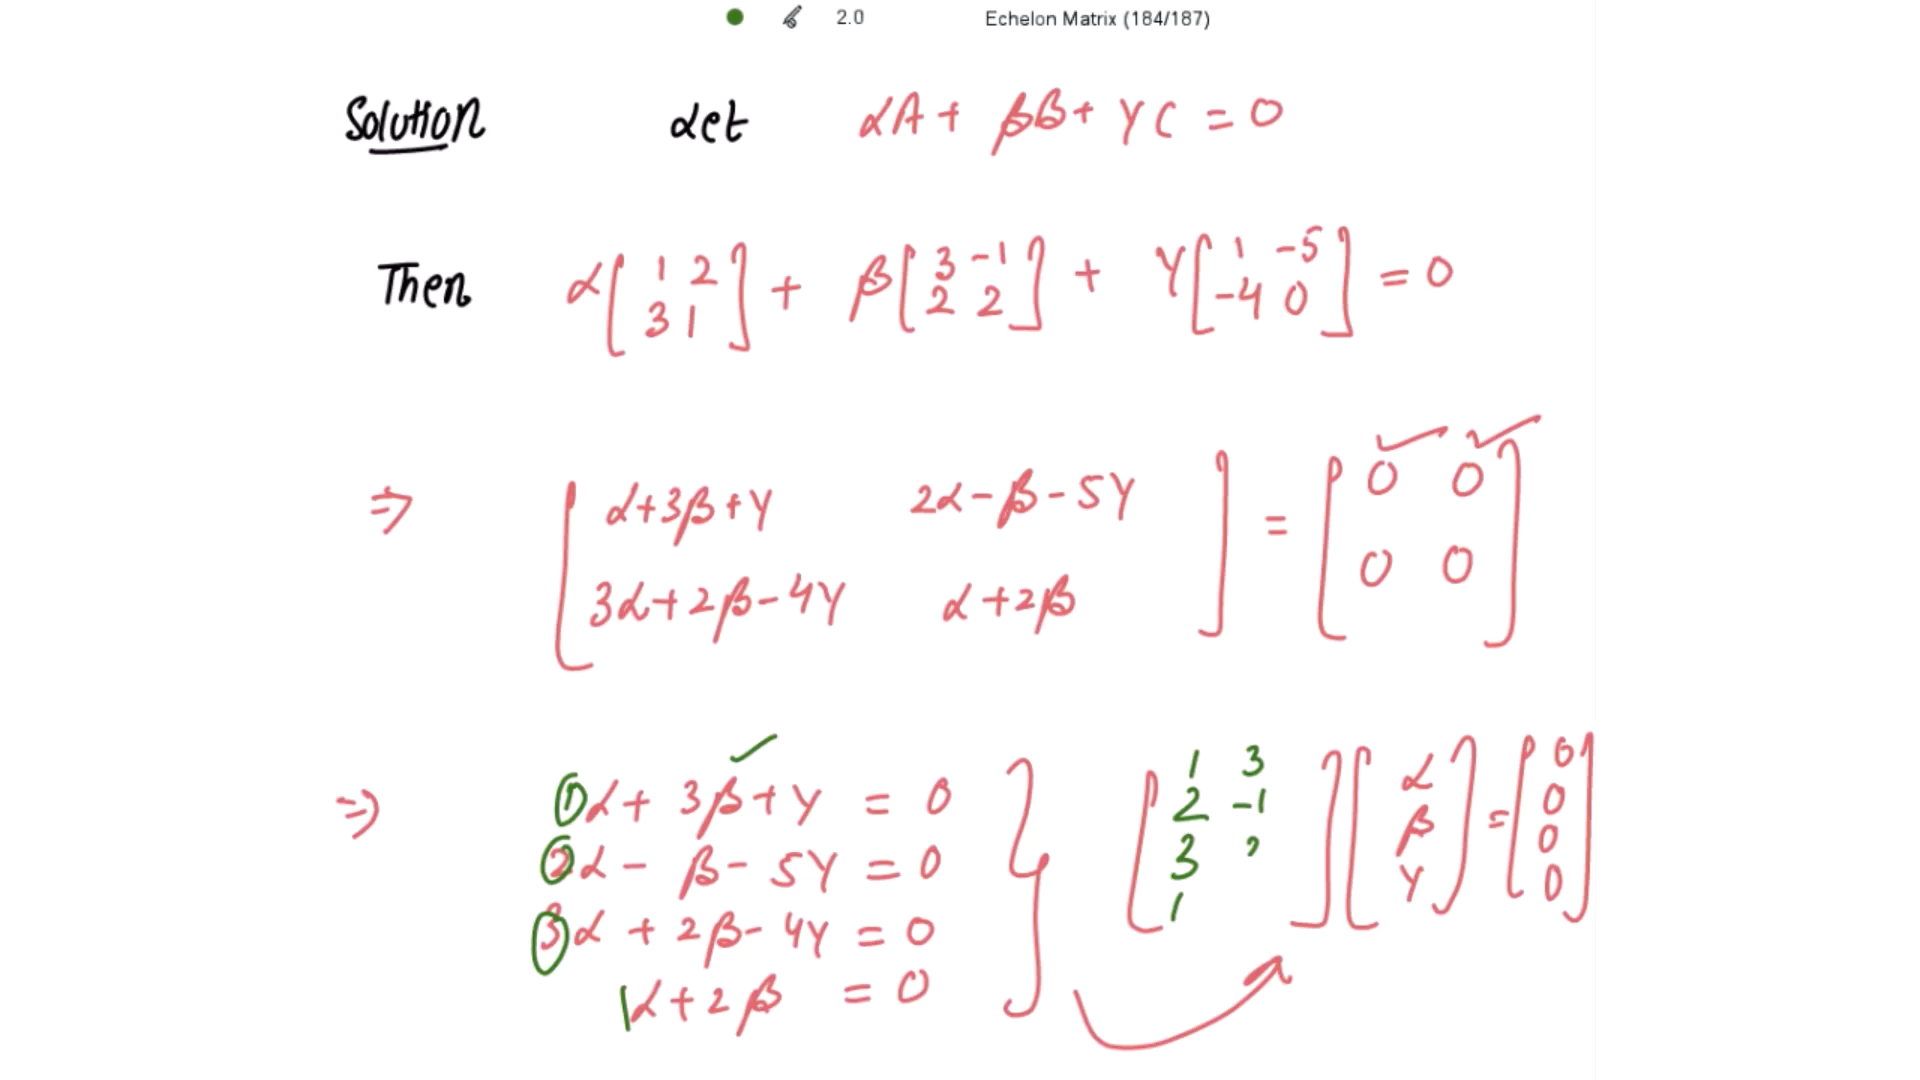 2.0 Echelon Matrix (184/187)
Solution Let αA + βB + γC = 0
Then α[1 2; 3 1] + β[3 -1; 2 2] + γ[1 -5; -4 0] = 0
⇒ [α+3β+γ 2α-β-5γ; 3α+2β-4γ α+2β] = [0 0; 0 0]
⇒ 1α + 3β + γ = 0
2α - β - 5γ = 0
3α + 2β - 4γ = 0
1α + 2β = 0
[1 3; 2 -1; 3 2; 1] [α; β; γ] = [0; 0; 0; 0]